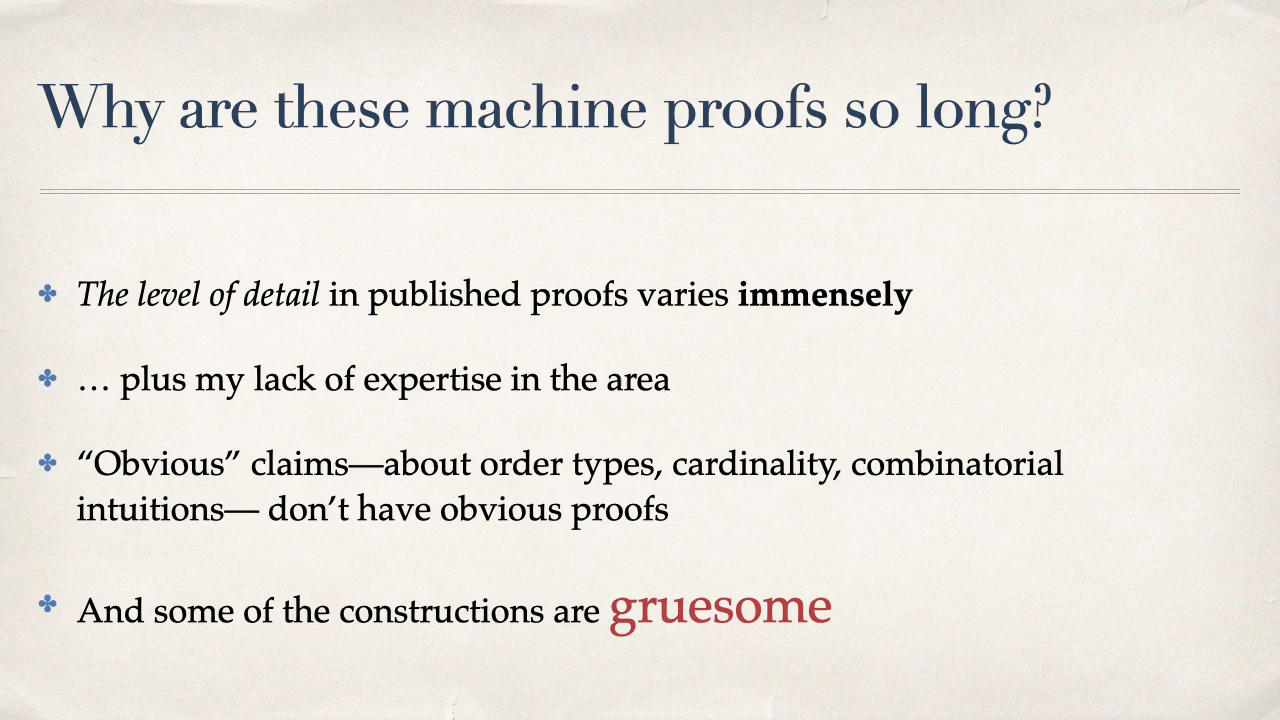 Why are these machine proofs so long?
The level of detail in published proofs varies immensely
… plus my lack of expertise in the area
“Obvious” claims—about order types, cardinality, combinatorial
intuitions— don’t have obvious proofs
And some of the constructions are gruesome